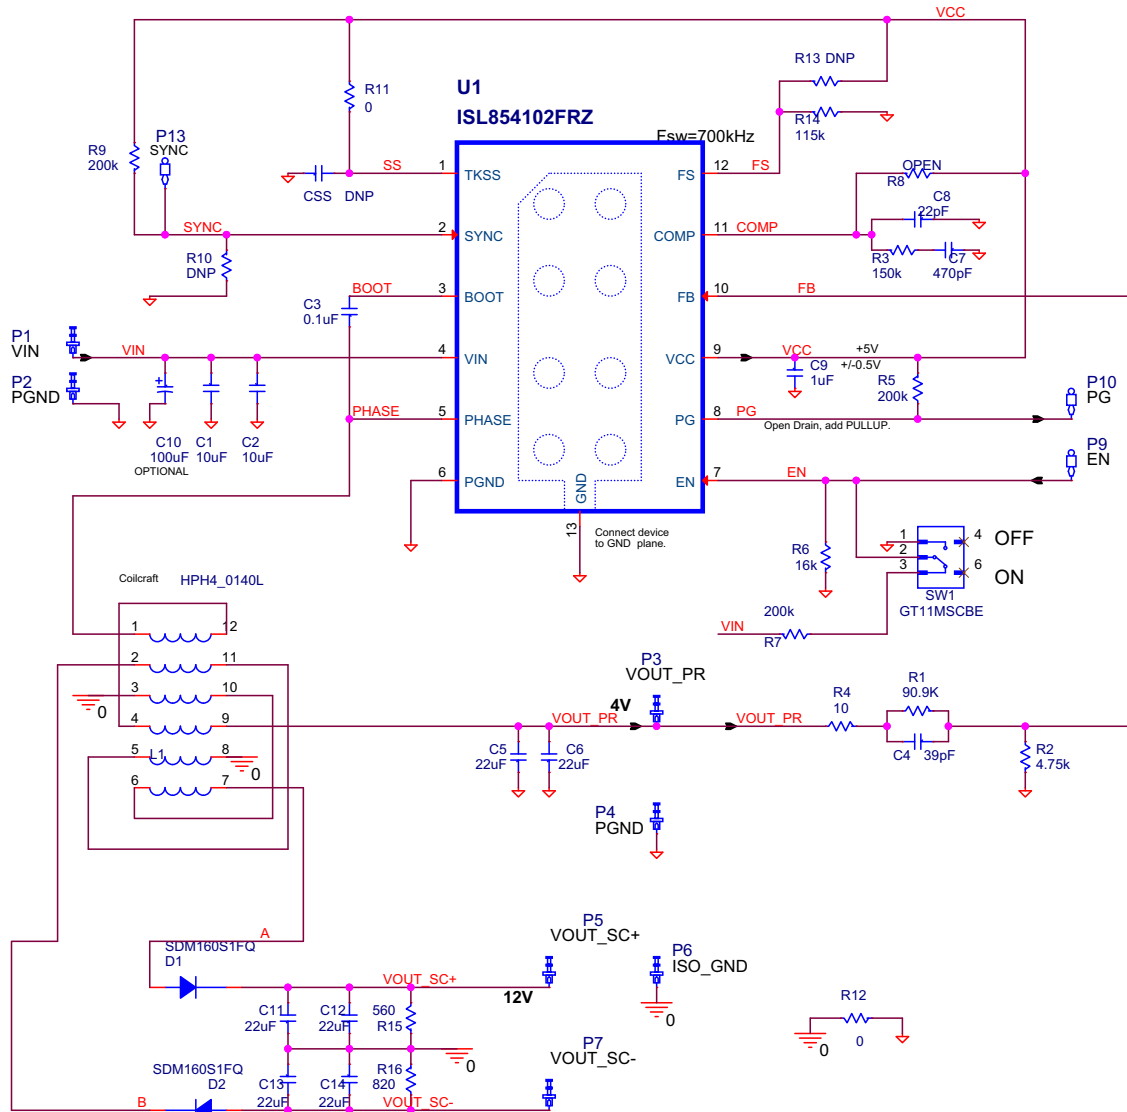 VCC
R13 DNP
R11
0
U1
ISL854102FRZ
R14
115k
Fsw=700kHz
P13
SYNC
R9
200k
SS
1
TKSS
FS
12
FS
OPEN
R8
CSS DNP
C8
22pF
SYNC
2
SYNC
COMP
11
COMP
R10
DNP
R3
150k
C7
470pF
BOOT
3
BOOT
FB
10
FB
C3
0.1uF
P1
VIN
VIN
4
VIN
VCC
9
VCC
+5V
+/-0.5V
C9
1uF
R5
200k
P2
PGND
P10
PG
PHASE
5
PHASE
PG
8
PG
Open Drain, add PULLUP.
C10
100uF
OPTIONAL
C1
10uF
C2
10uF
P9
EN
6
PGND
EN
7
EN
GND
13
Connect device
to GND plane.
R6
16k
1
2
3
4
6
OFF
ON
SW1
GT11MSCBE
Coilcraft
HPH4_0140L
VIN
200k
R7
1
12
2
11
3
10
0
4
9
5
L1
8
0
6
7
P3
VOUT_PR
4V
VOUT_PR
VOUT_PR
R4
10
R1
90.9K
C4
39pF
R2
4.75k
C5
22uF
C6
22uF
P4
PGND
A
SDM160S1FQ
D1
P5
VOUT_SC+
VOUT_SC+
12V
P6
ISO_GND
0
C11
22uF
C12
22uF
560
R15
R12
0
0
0
P7
VOUT_SC-
SDM160S1FQ
D2
C13
22uF
C14
22uF
R16
820
B
VOUT_SC-